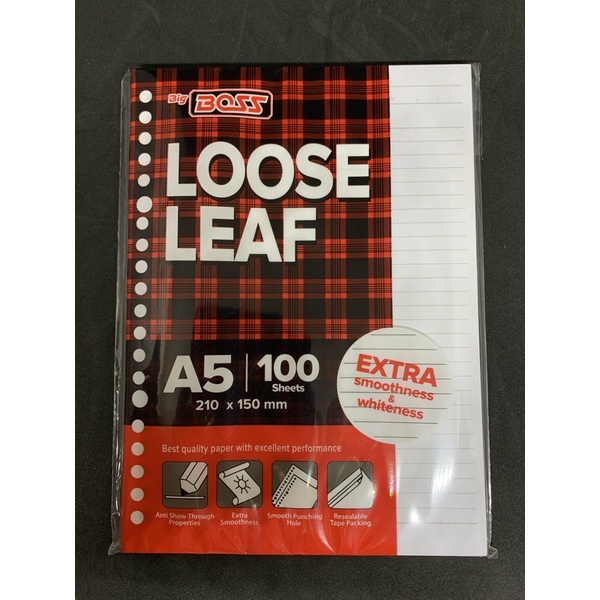 Big BOSS
LOOSE
LEAF
A5 | 100
Sheets
210 x 150 mm
EXTRA
smoothness
&
whiteness
Best quality paper with excellent performance
Anti Show-Through
Properties
Extra
Smoothness
Smooth Punching
Hole
Resealable
Tape Packing